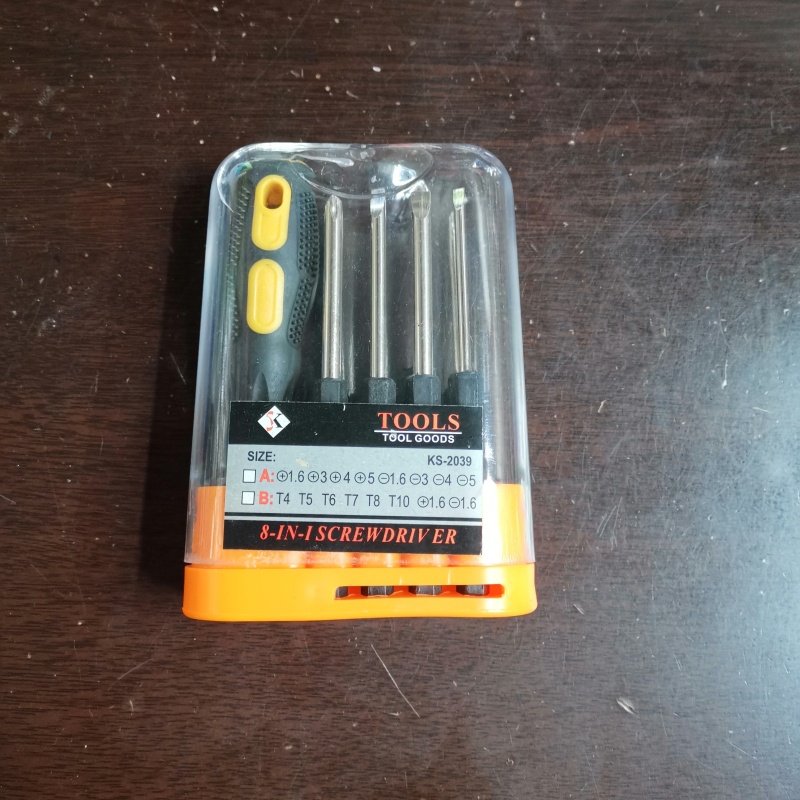 SK
TOOLS
TOOL GOODS
SIZE: KS-2039
A: ⊕1.6 ⊕3 ⊕4 ⊕5 ⊖1.6 ⊖3 ⊖4 ⊖5
B: T4 T5 T6 T7 T8 T10 ⊕1.6 ⊖1.6
8-IN-I SCREWDRIV ER